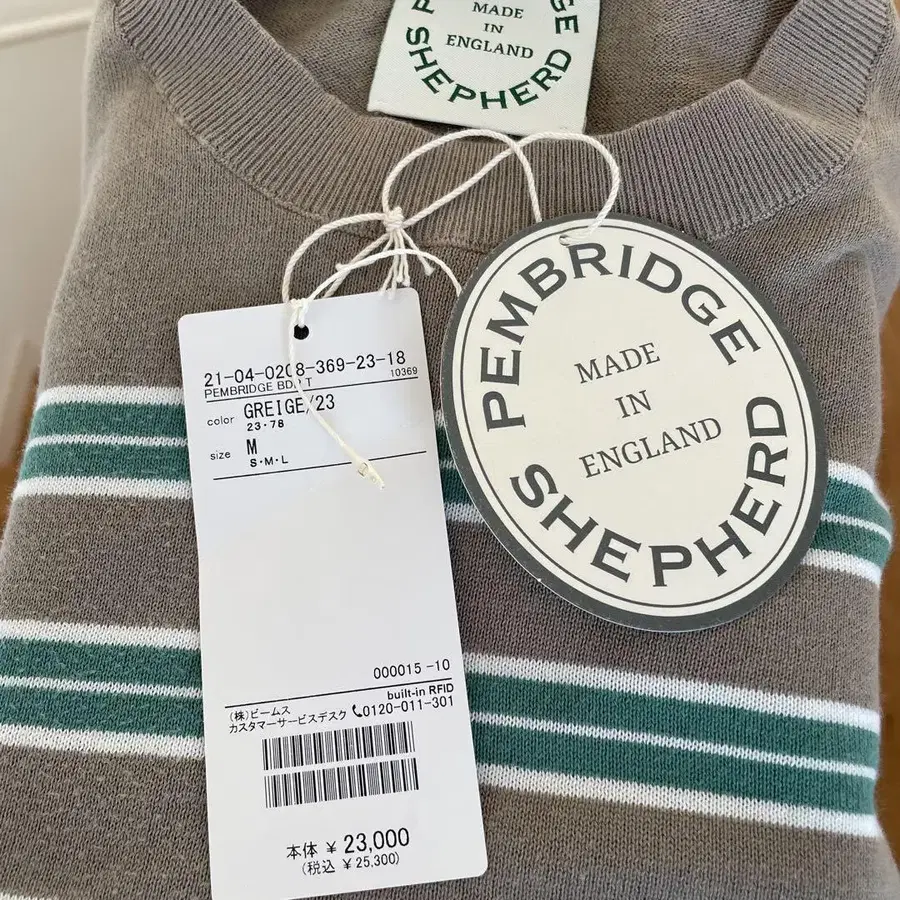 MADE
IN
ENGLAND
SHEPHERD
PEMBRIDGE
MADE
IN
ENGLAND
SHEPHERD
21-04-0208-369-23-18
PEMBRIDGE BD T 10369
color GREIGE/23
23・78
size M
S・M・L
000015 -10
built-in RFID
(株)ビームス
カスタマーサービスデスク 0120-011-301
本体 ¥ 23,000
(税込 ¥25,300)